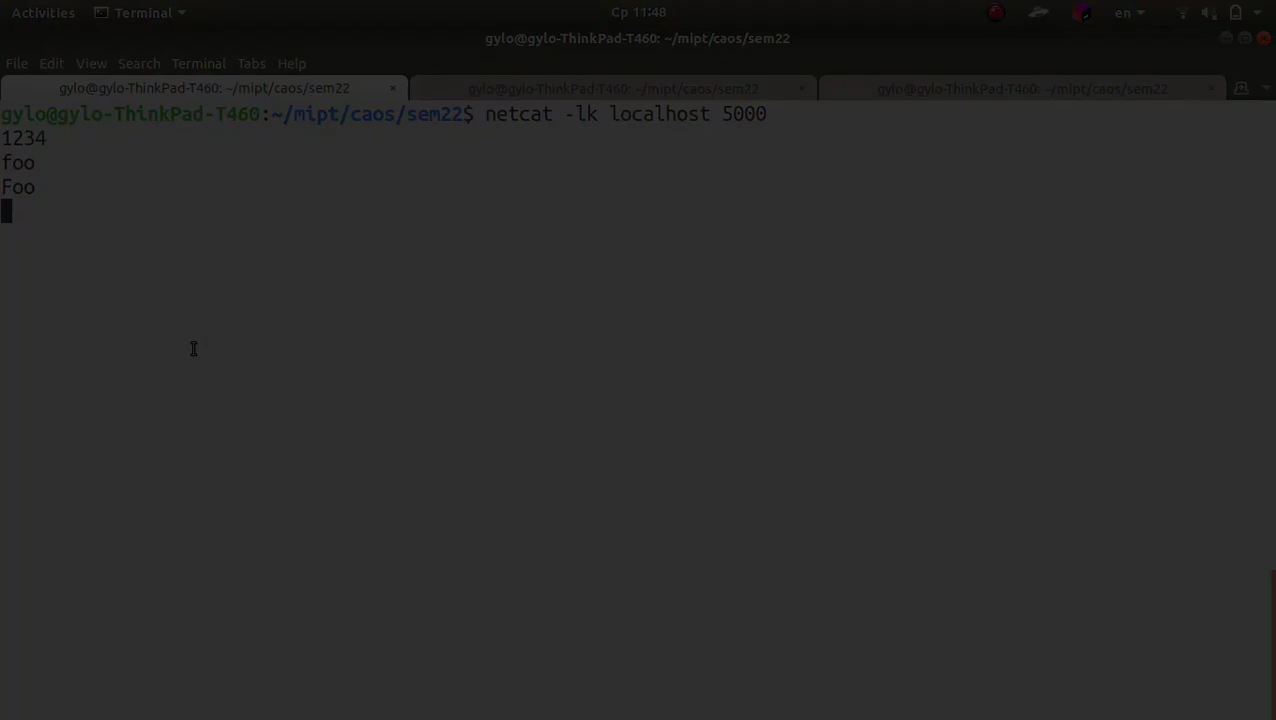 Activities Terminal Ср 11:48 en
gylo@gylo-ThinkPad-T460: ~/mipt/caos/sem22
File Edit View Search Terminal Tabs Help
gylo@gylo-ThinkPad-T460: ~/mipt/caos/sem22 × gylo@gylo-ThinkPad-T460: ~/mipt/caos/sem22 × gylo@gylo-ThinkPad-T460: ~/mipt/caos/sem22 ×
gylo@gylo-ThinkPad-T460:~/mipt/caos/sem22$ netcat -lk localhost 5000
1234
foo
Foo